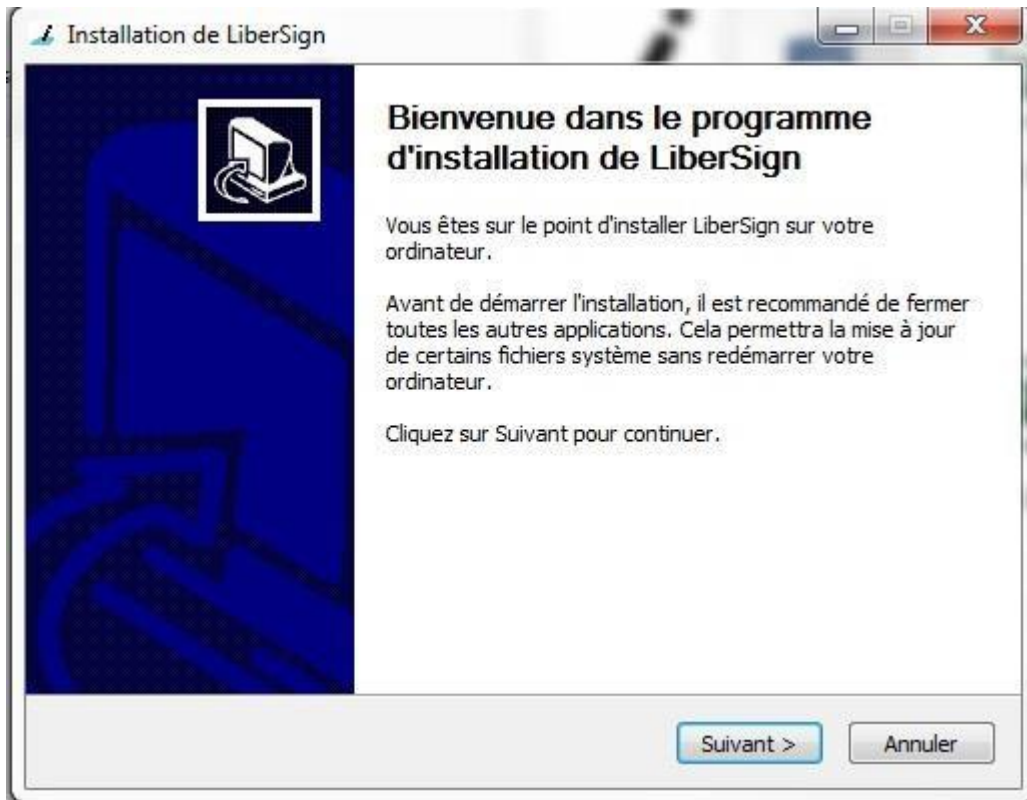 Installation de LiberSign
Bienvenue dans le programme
d'installation de LiberSign
Vous êtes sur le point d'installer LiberSign sur votre
ordinateur.
Avant de démarrer l'installation, il est recommandé de fermer
toutes les autres applications. Cela permettra la mise à jour
de certains fichiers système sans redémarrer votre
ordinateur.
Cliquez sur Suivant pour continuer.
Suivant >
Annuler